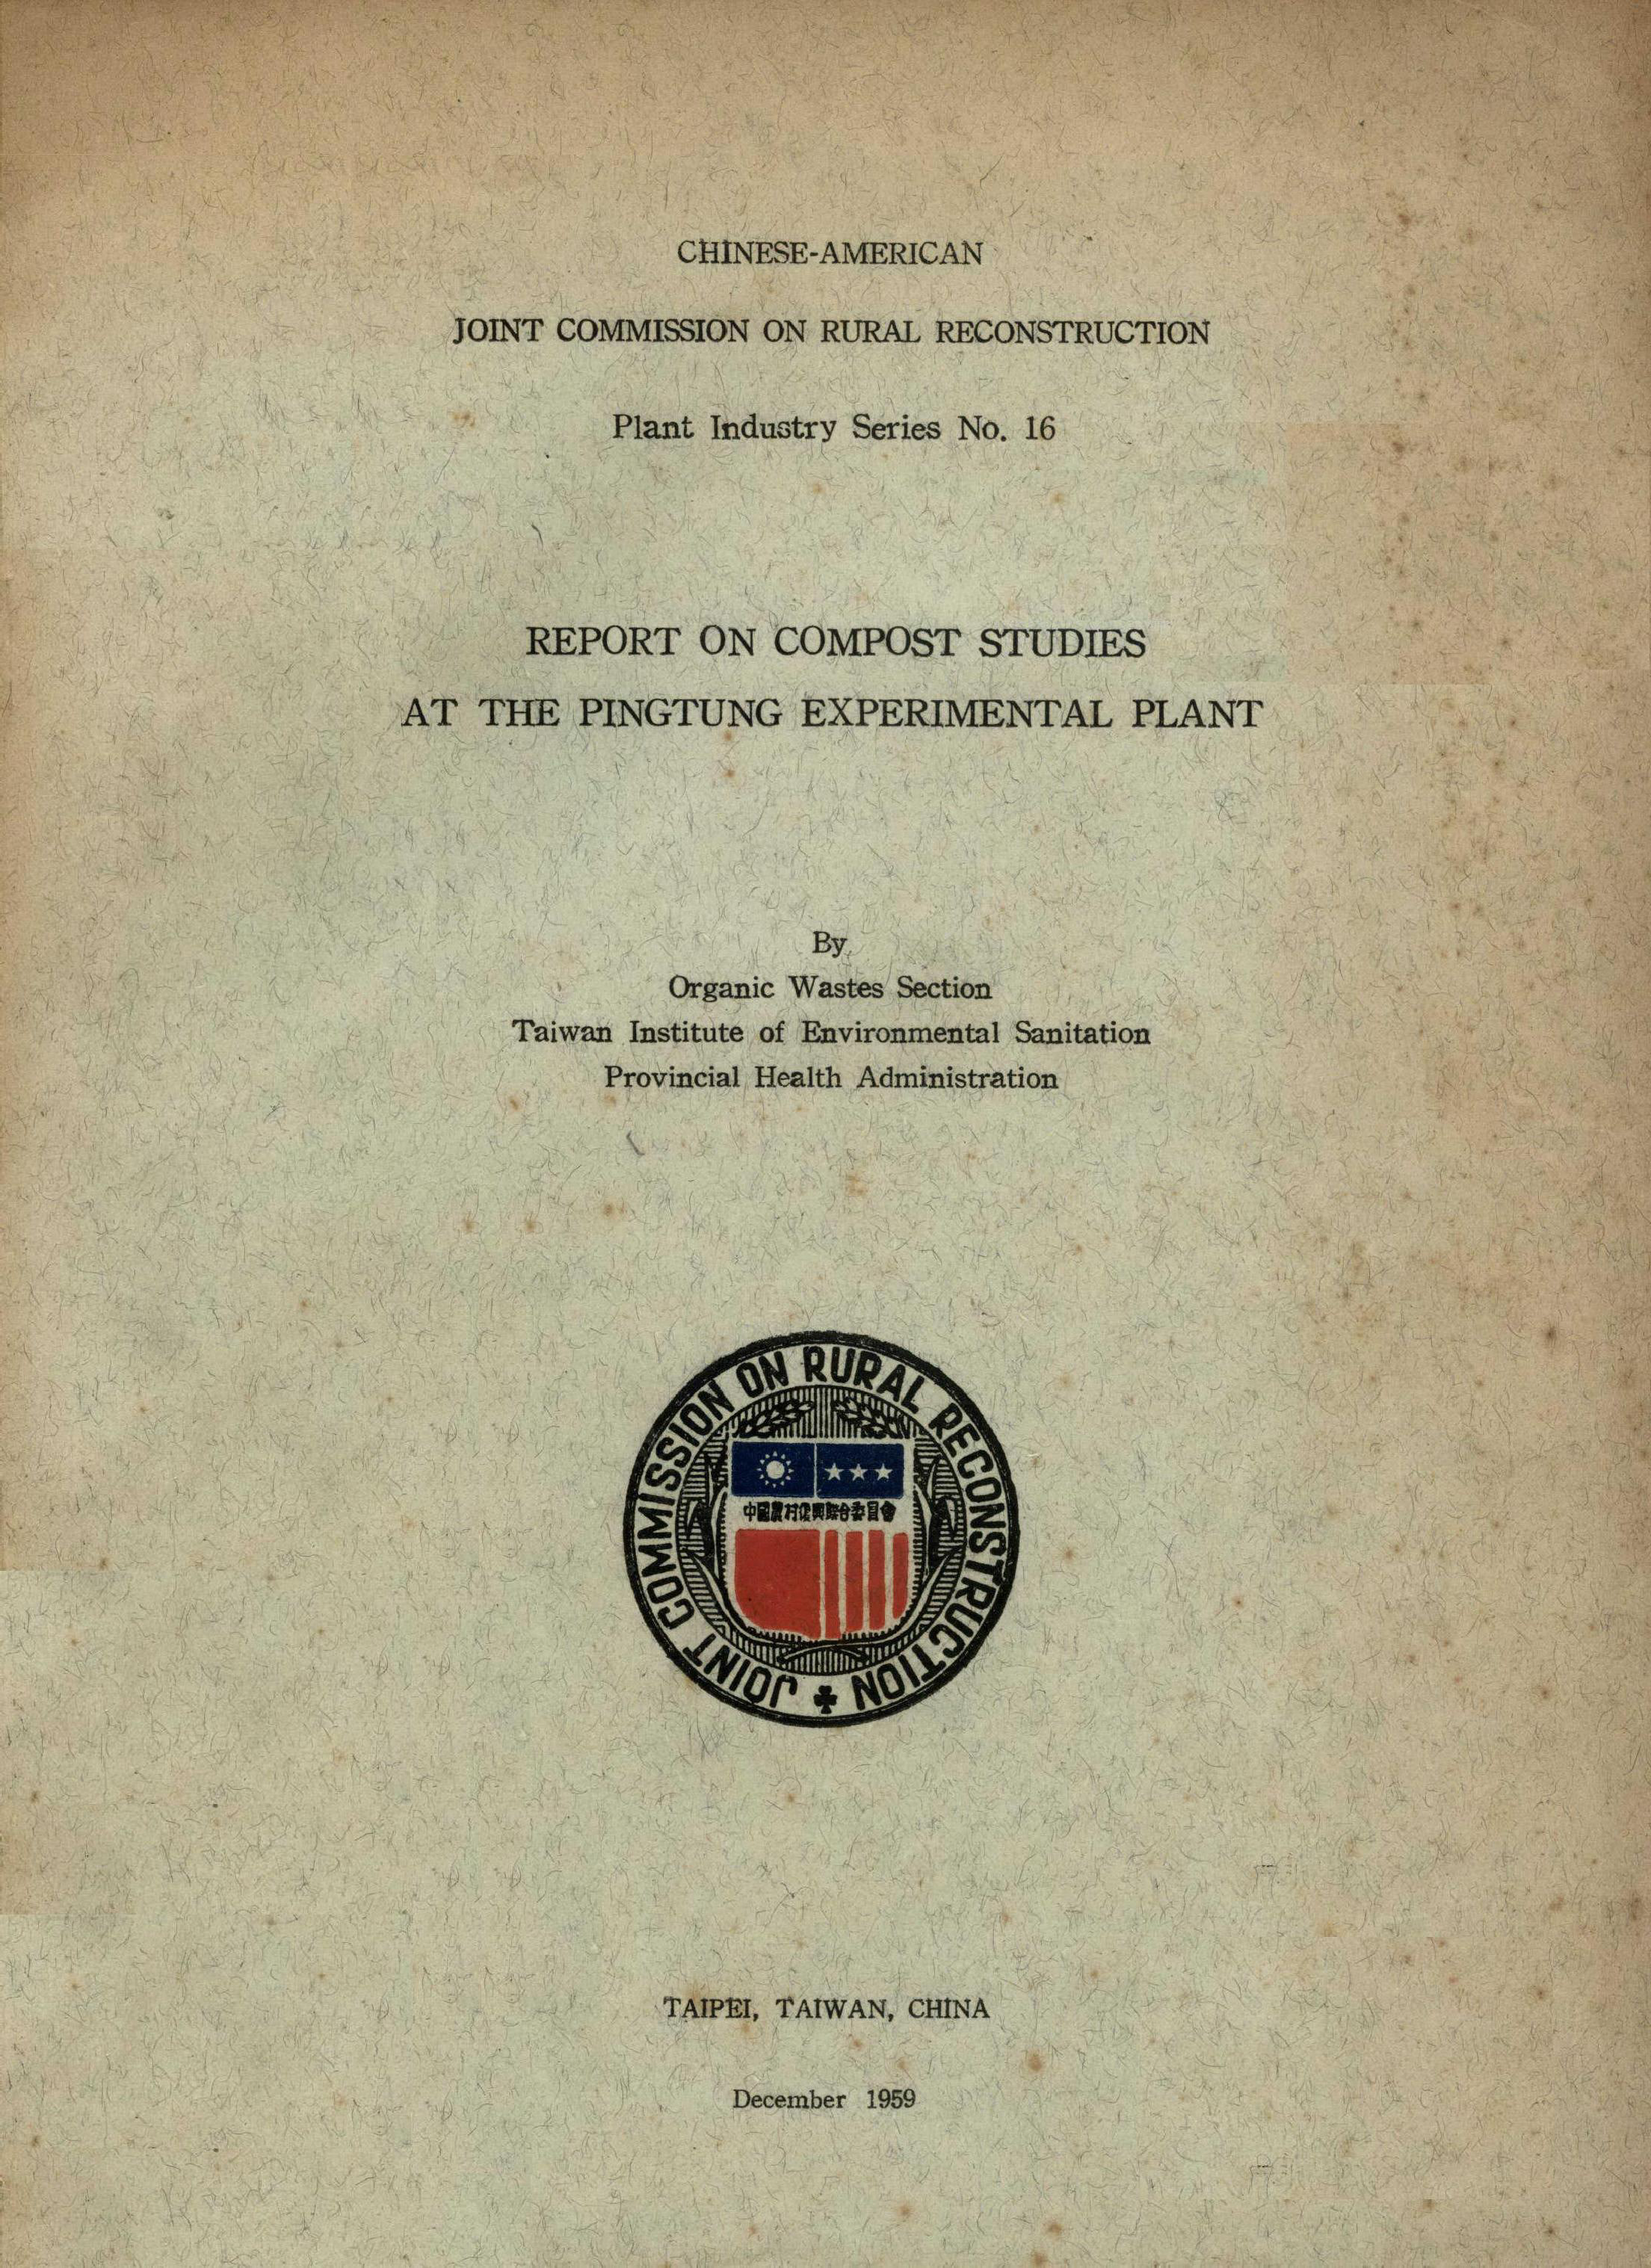 CHINESE-AMERICAN
JOINT COMMISSION ON RURAL RECONSTRUCTION
Plant Industry Series No. 16
REPORT ON COMPOST STUDIES
AT THE PINGTUNG EXPERIMENTAL PLANT
By
Organic Wastes Section
Taiwan Institute of Environmental Sanitation
Provincial Health Administration
JOINT COMMISSION ON RURAL RECONSTRUCTION
中國農村復興聯合委員會
TAIPEI, TAIWAN, CHINA
December 1959